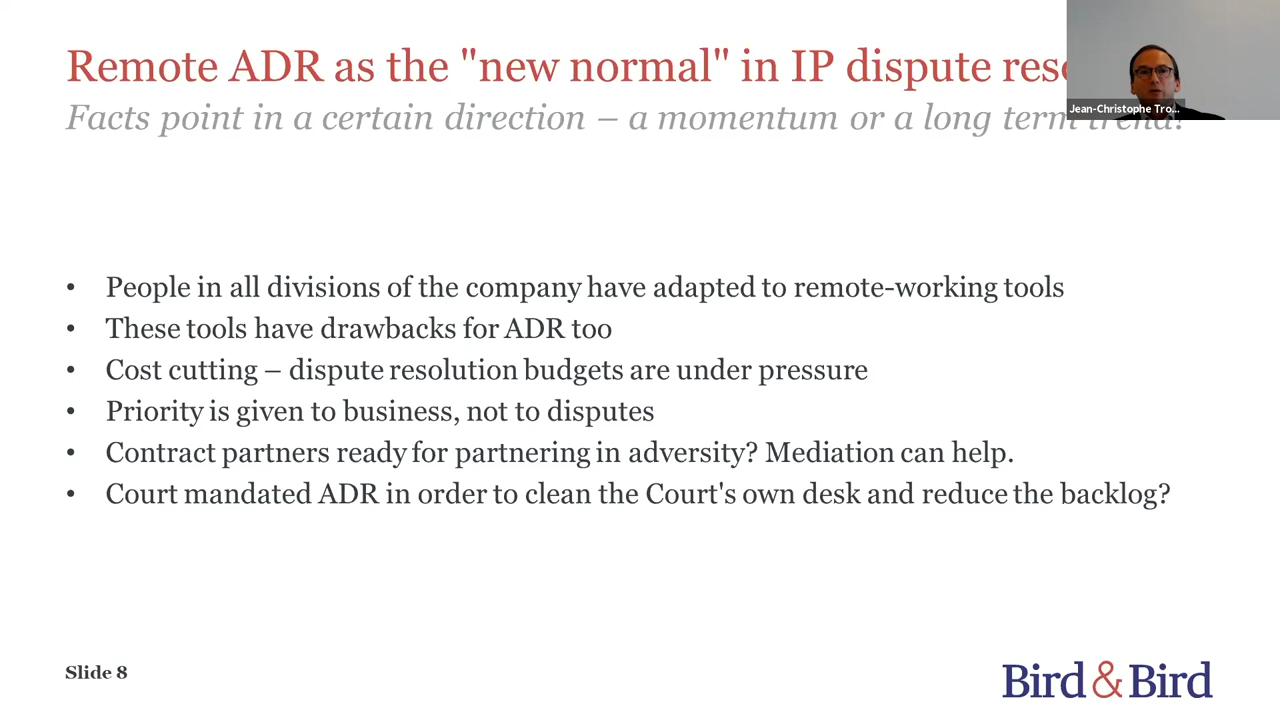 Remote ADR as the "new normal" in IP dispute
Facts point in a certain direction – a momentum or a long term trend?
Jean-Christophe Tro...
• People in all divisions of the company have adapted to remote-working tools
• These tools have drawbacks for ADR too
• Cost cutting – dispute resolution budgets are under pressure
• Priority is given to business, not to disputes
• Contract partners ready for partnering in adversity? Mediation can help.
• Court mandated ADR in order to clean the Court's own desk and reduce the backlog?
Slide 8
Bird & Bird